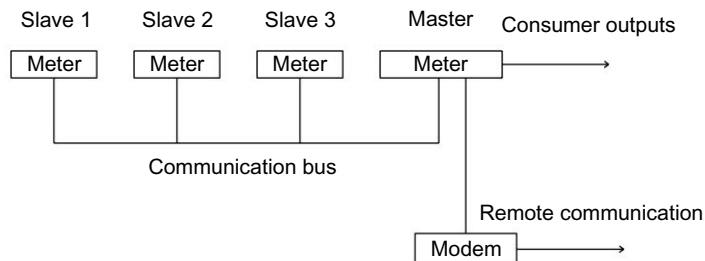 Slave 1 Slave 2 Slave 3 Master Consumer outputs
Meter Meter Meter Meter
Communication bus
Remote communication
Modem